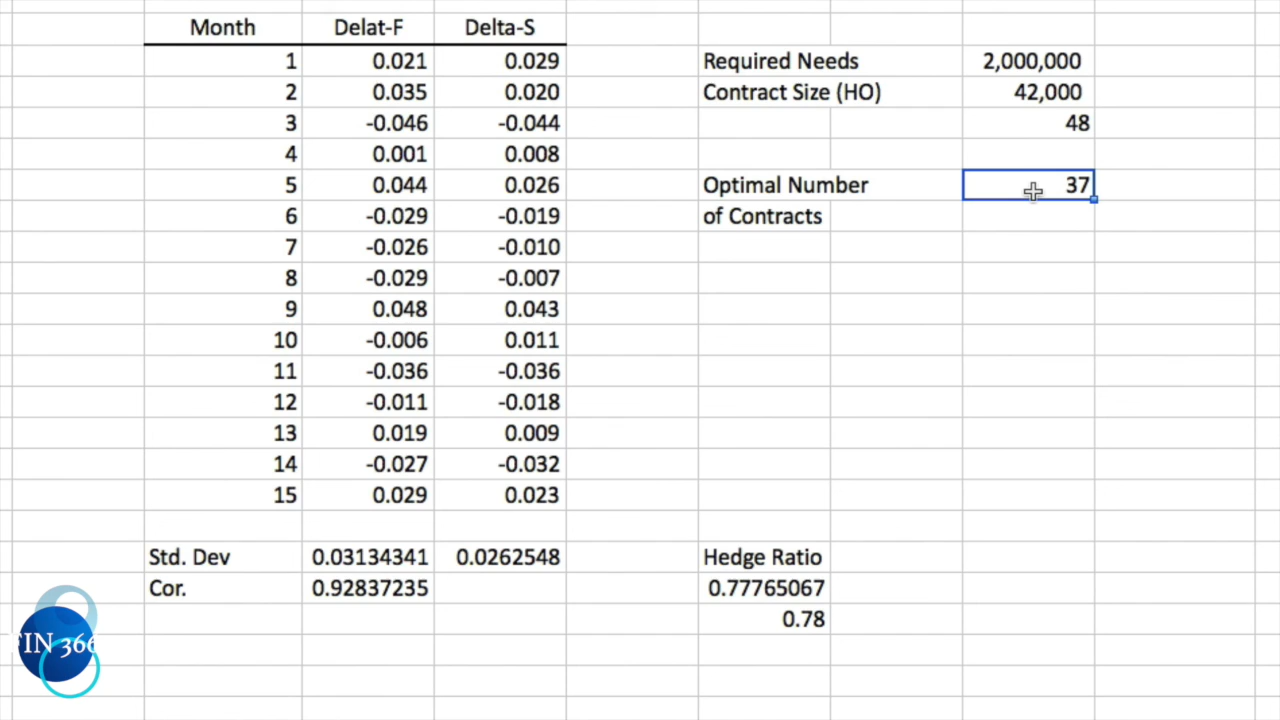 Month Delat-F Delta-S
1 0.021 0.029 Required Needs 2,000,000
2 0.035 0.020 Contract Size (HO) 42,000
3 -0.046 -0.044 48
4 0.001 0.008
5 0.044 0.026 Optimal Number 37
6 -0.029 -0.019 of Contracts
7 -0.026 -0.010
8 -0.029 -0.007
9 0.048 0.043
10 -0.006 0.011
11 -0.036 -0.036
12 -0.011 -0.018
13 0.019 0.009
14 -0.027 -0.032
15 0.029 0.023
Std. Dev 0.03134341 0.0262548 Hedge Ratio
Cor. 0.92837235 0.77765067
0.78
FIN 366